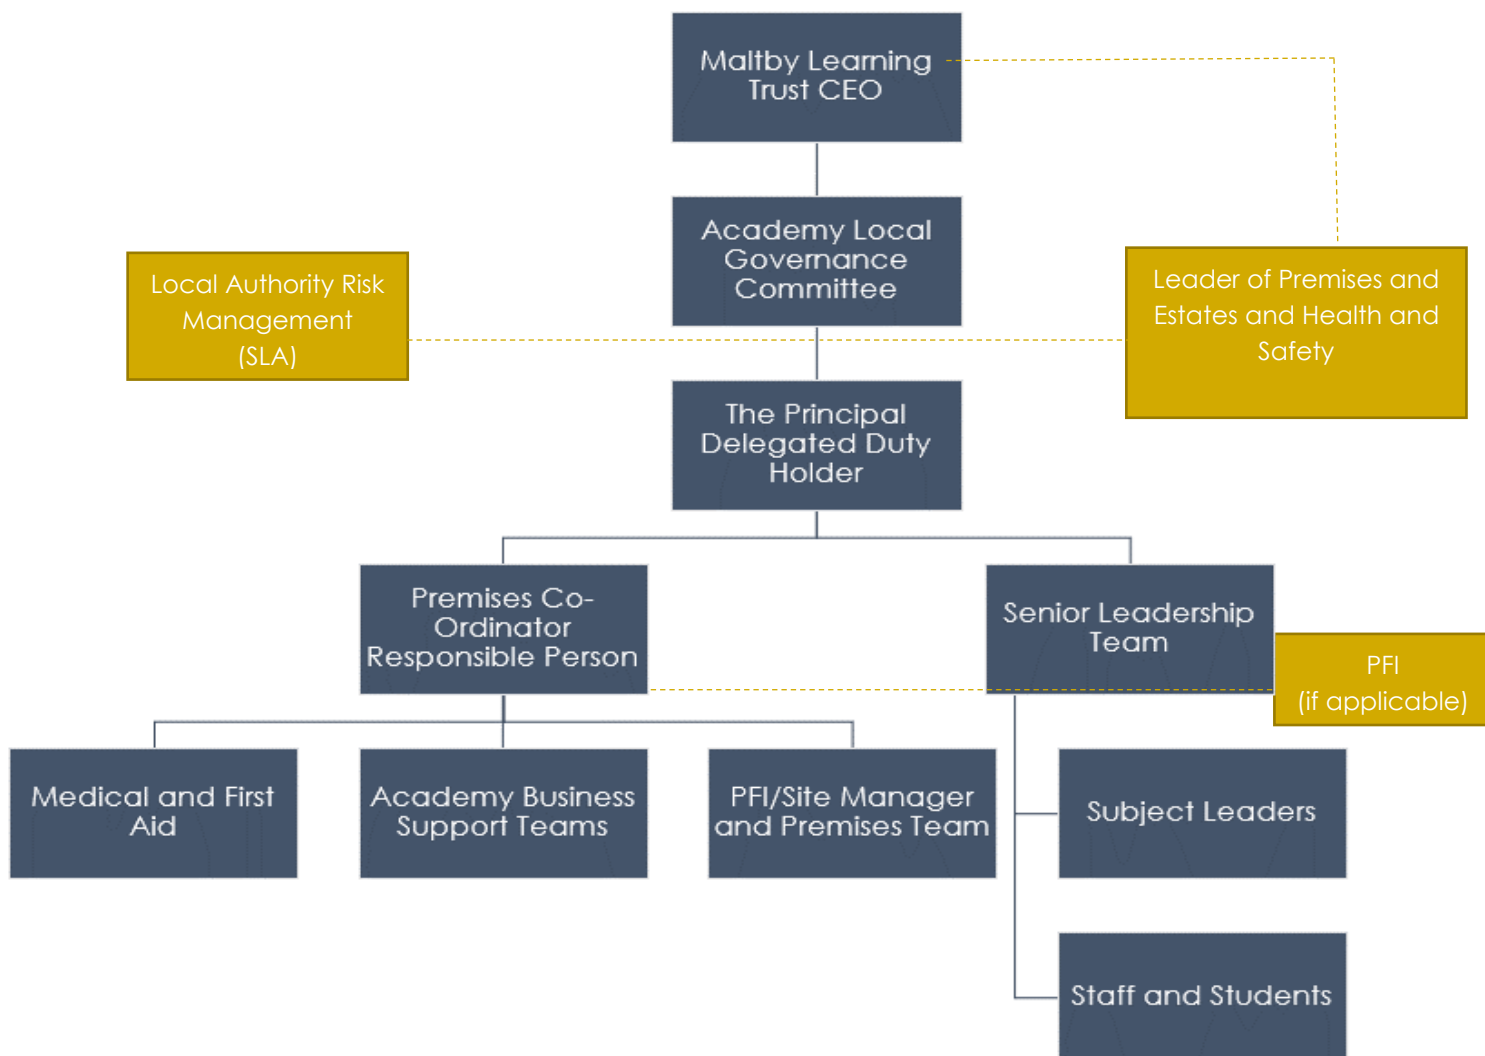 Maltby Learning
Trust CEO
Academy Local
Governance
Committee
Local Authority Risk
Management
(SLA)
Leader of Premises and
Estates and Health and
Safety
The Principal
Delegated Duty
Holder
Premises Co-
Ordinator
Responsible Person
Senior Leadership
Team
PFI
(if applicable)
Medical and First
Aid
Academy Business
Support Teams
PFI/Site Manager
and Premises Team
Subject Leaders
Staff and Students